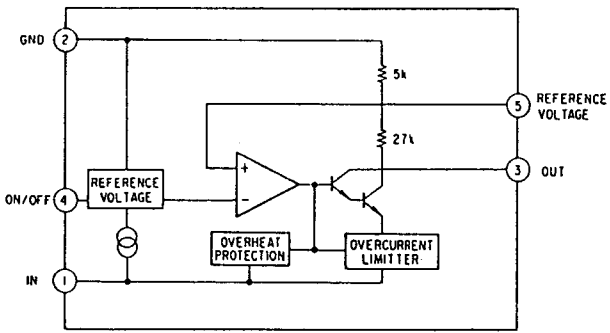 GND 2
5k
5 REFERENCE
VOLTAGE
27k
3 OUT
+
-
REFERENCE
VOLTAGE
ON/OFF 4
OVERHEAT
PROTECTION
OVERCURRENT
LIMITTER
IN 1